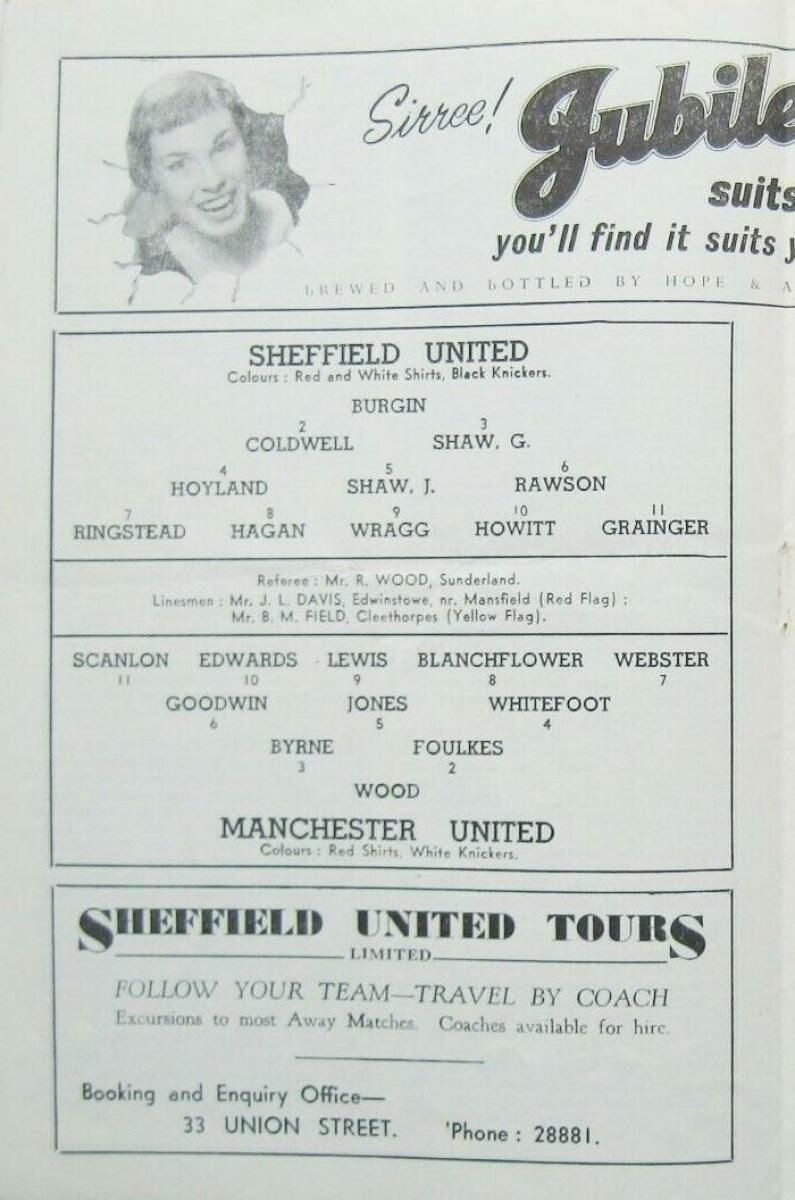 Sirree! Jubile
suits
you'll find it suits y
BREWED AND BOTTLED BY HOPE & A
SHEFFIELD UNITED
Colours : Red and White Shirts, Black Knickers.
BURGIN
2 3
COLDWELL SHAW, G.
4 5 6
HOYLAND SHAW, J. RAWSON
7 8 9 10 11
RINGSTEAD HAGAN WRAGG HOWITT GRAINGER
Referee : Mr. R. WOOD, Sunderland.
Linesmen : Mr. J. L. DAVIS, Edwinstowe, nr. Mansfield (Red Flag) ;
Mr. B. M. FIELD, Cleethorpes (Yellow Flag).
SCANLON EDWARDS LEWIS BLANCHFLOWER WEBSTER
11 10 9 8 7
GOODWIN JONES WHITEFOOT
6 5 4
BYRNE FOULKES
3 2
WOOD
MANCHESTER UNITED
Colours : Red Shirts, White Knickers.
SHEFFIELD UNITED TOURS
LIMITED
FOLLOW YOUR TEAM—TRAVEL BY COACH
Excursions to most Away Matches. Coaches available for hire.
Booking and Enquiry Office—
33 UNION STREET. 'Phone : 28881.